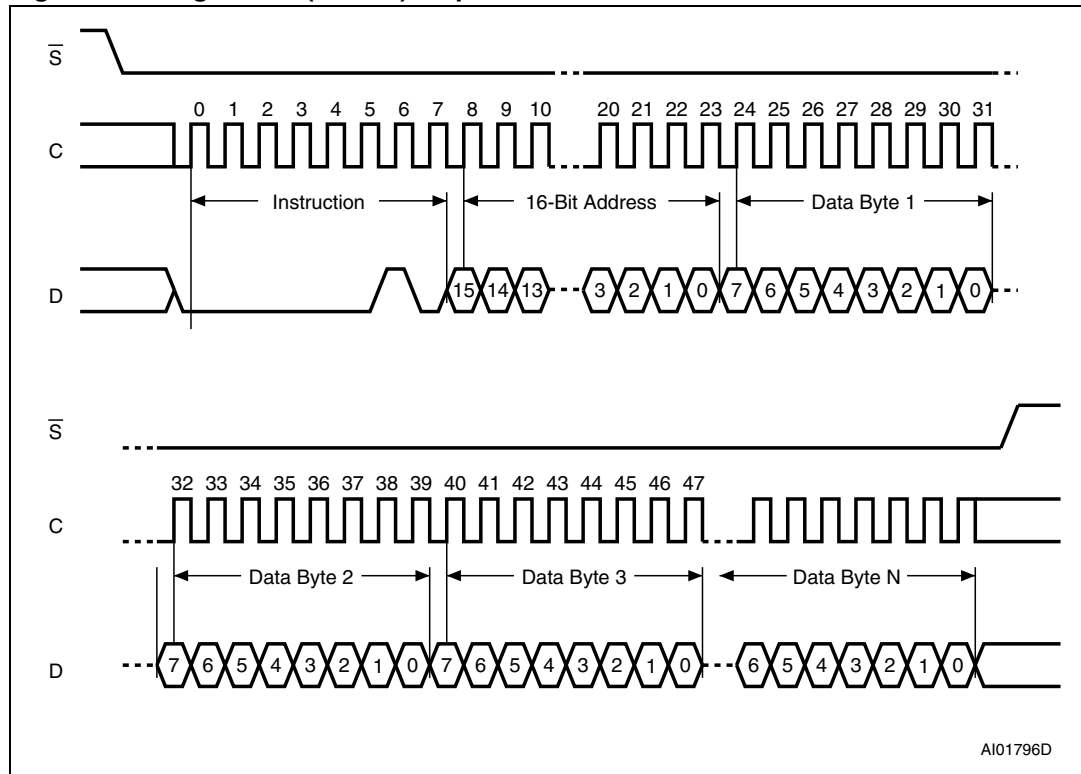 S
0 1 2 3 4 5 6 7 8 9 10 20 21 22 23 24 25 26 27 28 29 30 31
C
Instruction 16-Bit Address Data Byte 1
D 15 14 13 3 2 1 0 7 6 5 4 3 2 1 0
S
32 33 34 35 36 37 38 39 40 41 42 43 44 45 46 47
C
Data Byte 2 Data Byte 3 Data Byte N
D 7 6 5 4 3 2 1 0 7 6 5 4 3 2 1 0 6 5 4 3 2 1 0
AI01796D